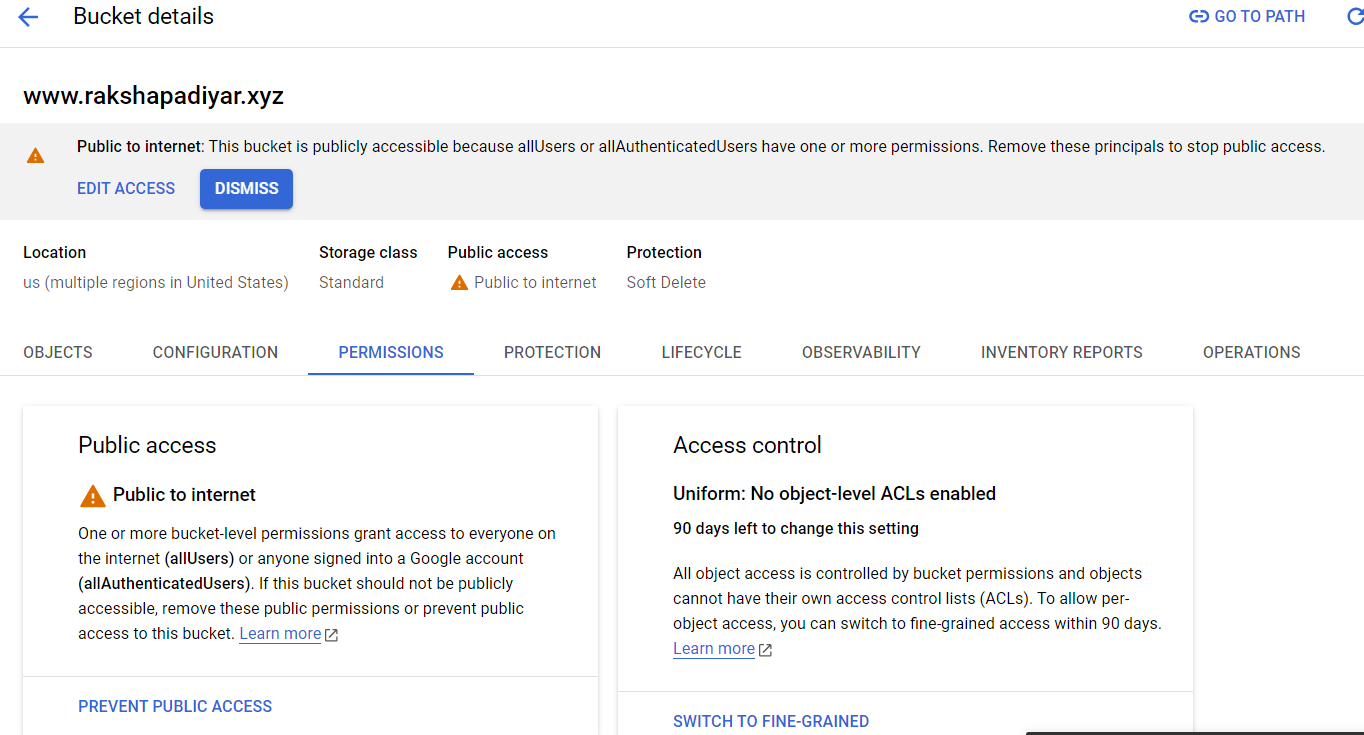 Bucket details
GO TO PATH
www.rakshapadiyar.xyz
Public to internet: This bucket is publicly accessible because allUsers or allAuthenticatedUsers have one or more permissions. Remove these principals to stop public access.
EDIT ACCESS DISMISS
Location Storage class Public access Protection
us (multiple regions in United States) Standard Public to internet Soft Delete
OBJECTS CONFIGURATION PERMISSIONS PROTECTION LIFECYCLE OBSERVABILITY INVENTORY REPORTS OPERATIONS
Public access
Public to internet
One or more bucket-level permissions grant access to everyone on
the internet (allUsers) or anyone signed into a Google account
(allAuthenticatedUsers). If this bucket should not be publicly
accessible, remove these public permissions or prevent public
access to this bucket. Learn more
PREVENT PUBLIC ACCESS
Access control
Uniform: No object-level ACLs enabled
90 days left to change this setting
All object access is controlled by bucket permissions and objects
cannot have their own access control lists (ACLs). To allow per-
object access, you can switch to fine-grained access within 90 days.
Learn more
SWITCH TO FINE-GRAINED